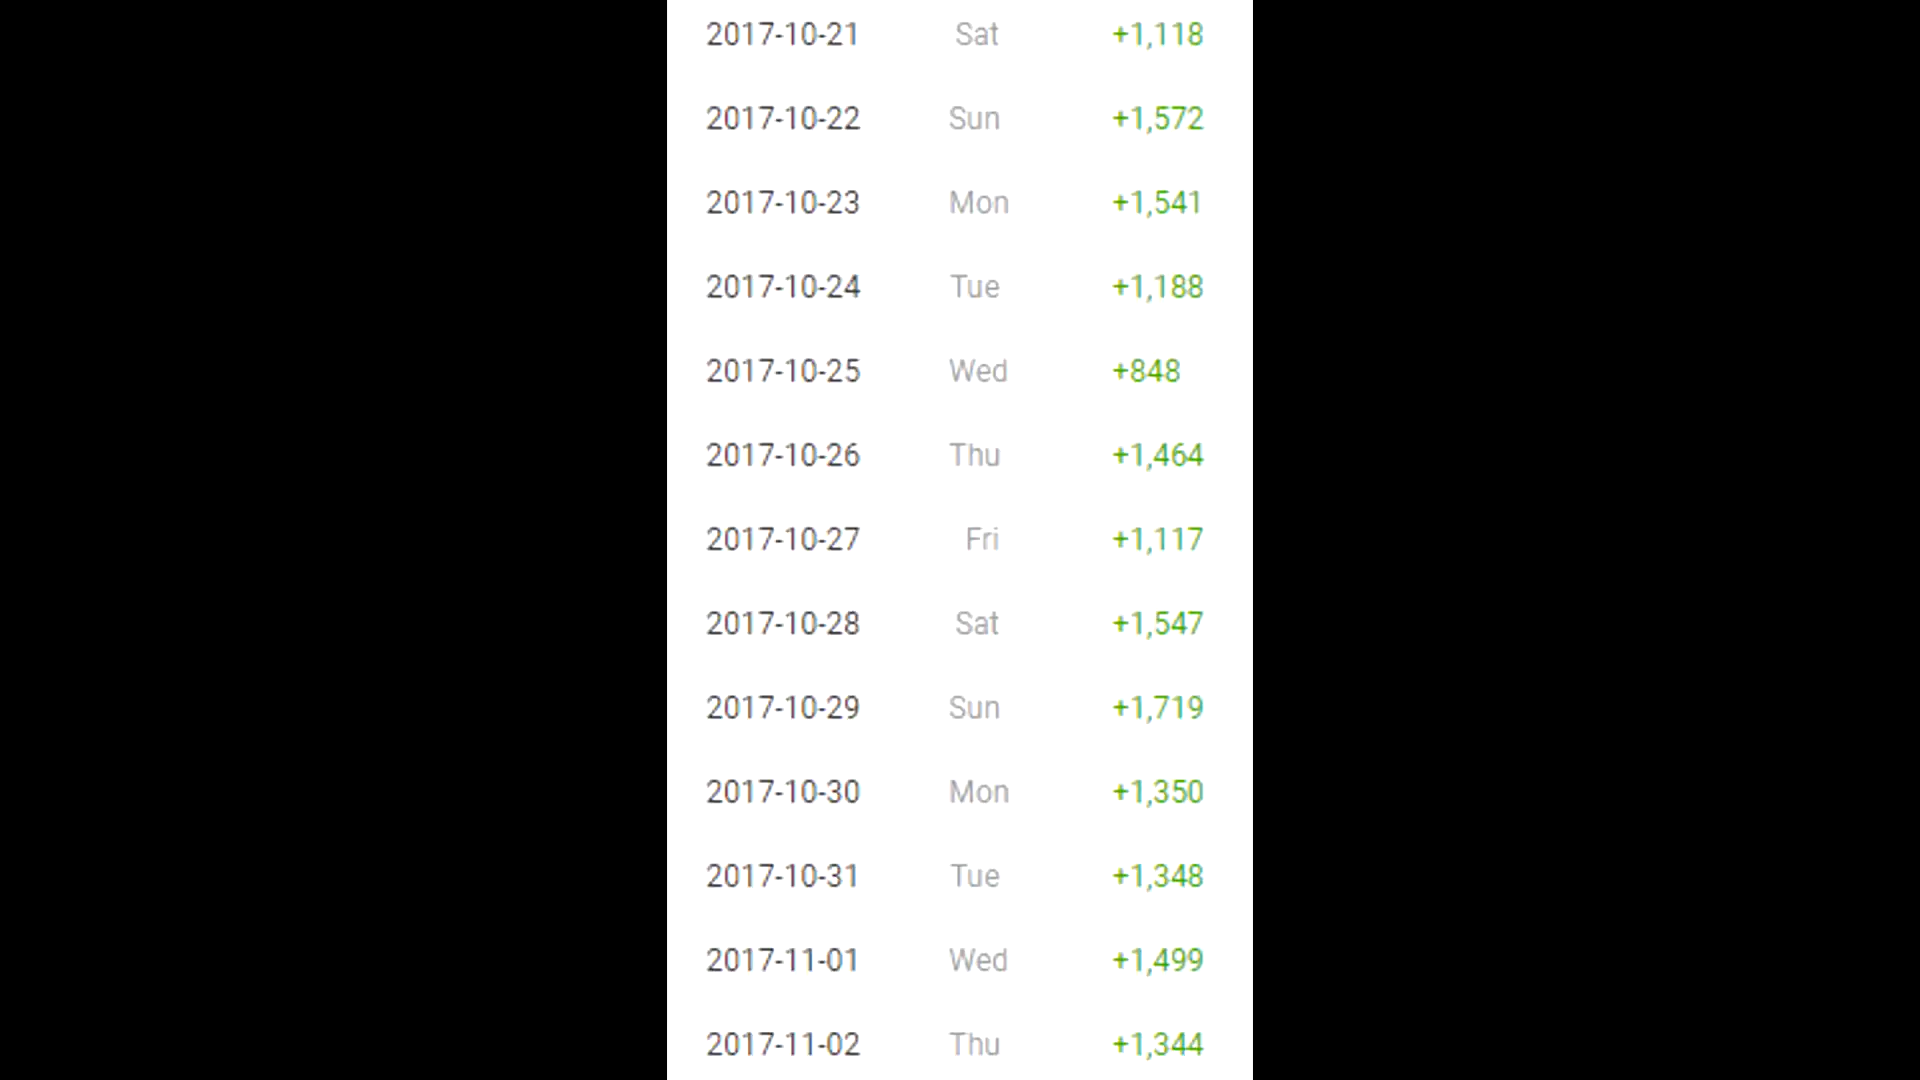 2017-10-21 Sat +1,118
2017-10-22 Sun +1,572
2017-10-23 Mon +1,541
2017-10-24 Tue +1,188
2017-10-25 Wed +848
2017-10-26 Thu +1,464
2017-10-27 Fri +1,117
2017-10-28 Sat +1,547
2017-10-29 Sun +1,719
2017-10-30 Mon +1,350
2017-10-31 Tue +1,348
2017-11-01 Wed +1,499
2017-11-02 Thu +1,344